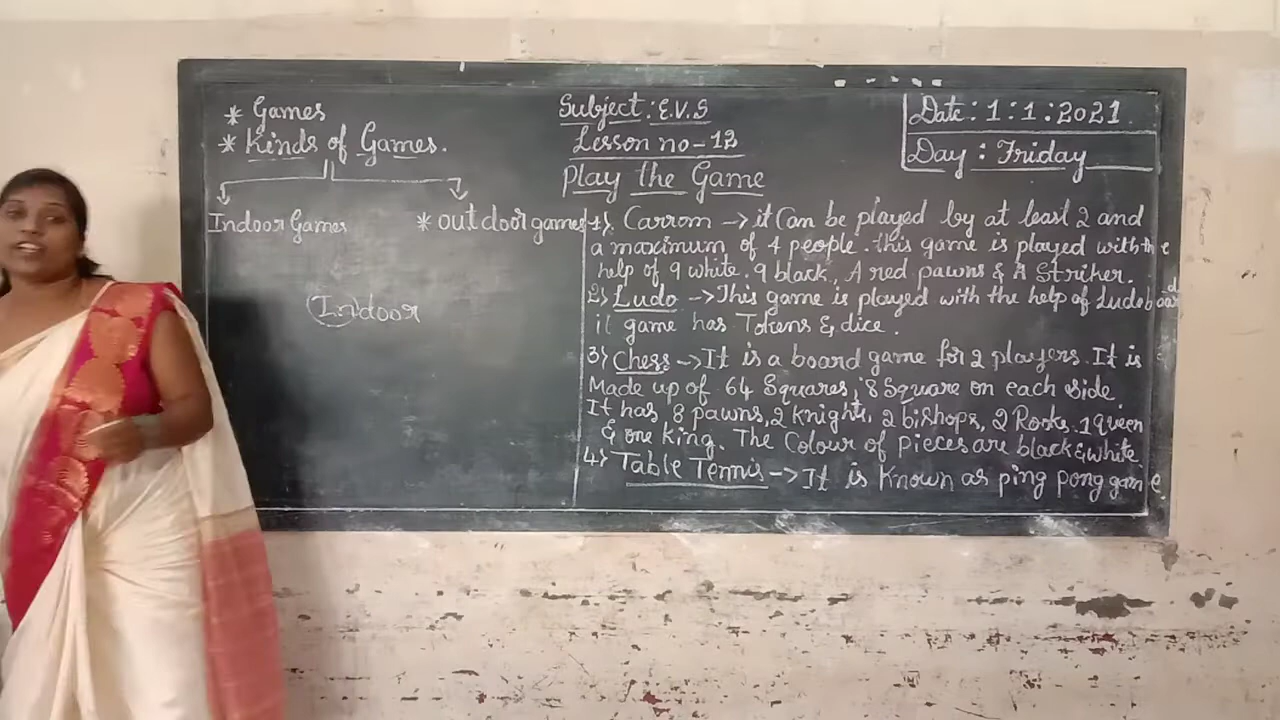 * Games
* Kinds of Games.
Indoor Games
* outdoor games
Indoor
Subject: E.V.S
Lesson no - 12
Play the Game
Date: 1:1:2021
Day: Friday
1) Carrom → it can be played by at least 2 and
a maximum of 4 people. this game is played with the
help of 9 white. 9 black, A red pawns & A Striker.
2) Ludo → This game is played with the help of Ludo board
it game has Tokens & dice.
3) Chess → It is a board game for 2 players. It is
Made up of 64 Squares, 8 Square on each side
It has 8 pawns, 2 knights, 2 bishops, 2 Rooks. 1 queen
& one king. The Colour of Pieces are black & white.
4) Table Tennis → It is known as ping pong game.